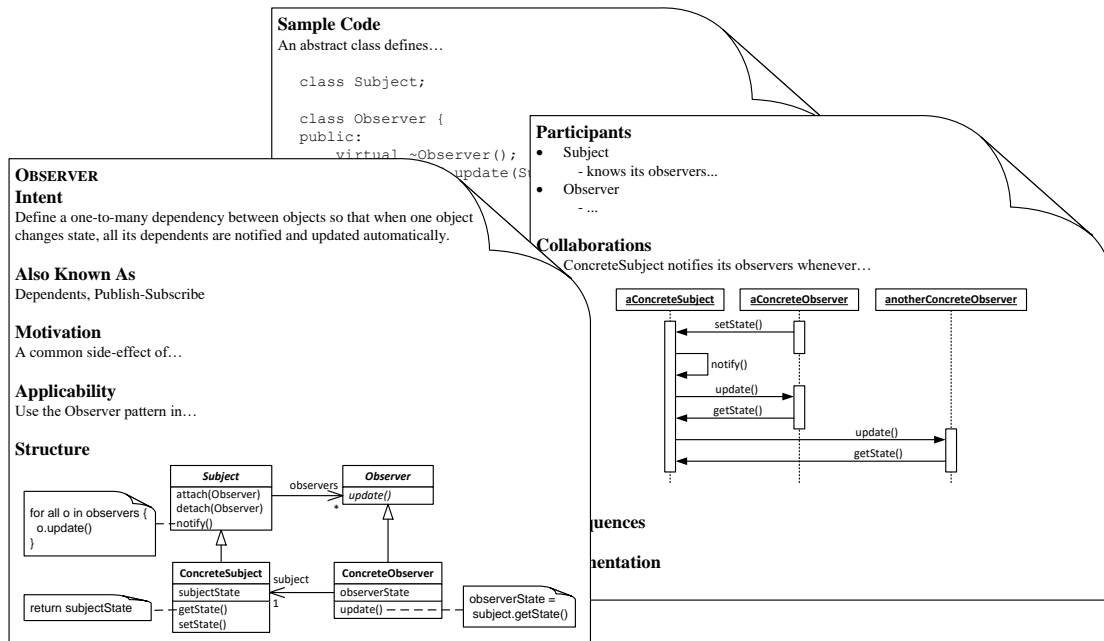 Sample Code
An abstract class defines…
class Subject;
class Observer {
public:
virtual ~Observer();
update(Su
Participants
• Subject
- knows its observers...
• Observer
- ...
Collaborations
ConcreteSubject notifies its observers whenever…
aConcreteSubject
aConcreteObserver
anotherConcreteObserver
setState()
notify()
update()
getState()
update()
getState()
quences
mentation
OBSERVER
Intent
Define a one-to-many dependency between objects so that when one object
changes state, all its dependents are notified and updated automatically.
Also Known As
Dependents, Publish-Subscribe
Motivation
A common side-effect of…
Applicability
Use the Observer pattern in…
Structure
Subject
attach(Observer)
detach(Observer)
notify()
observers
*
Observer
update()
for all o in observers {
o.update()
}
ConcreteSubject
subjectState
getState()
setState()
subject
1
ConcreteObserver
observerState
update()
return subjectState
observerState =
subject.getState()